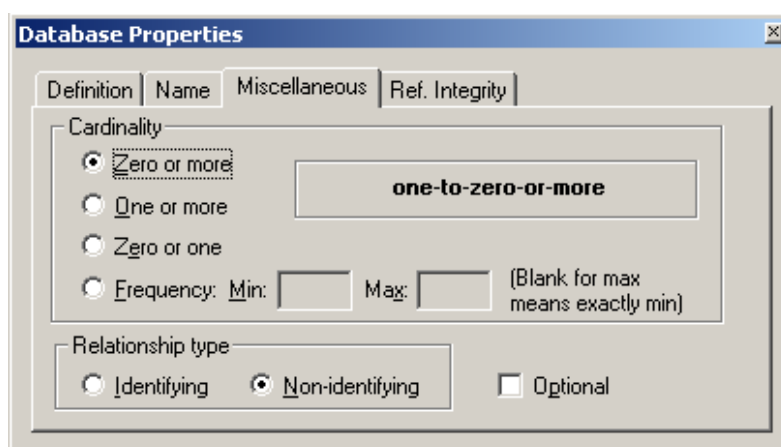 Database Properties
Definition Name Miscellaneous Ref. Integrity
Cardinality
Zero or more
one-to-zero-or-more
One or more
Zero or one
Frequency: Min: Max: (Blank for max
means exactly min)
Relationship type
Identifying Non-identifying Optional